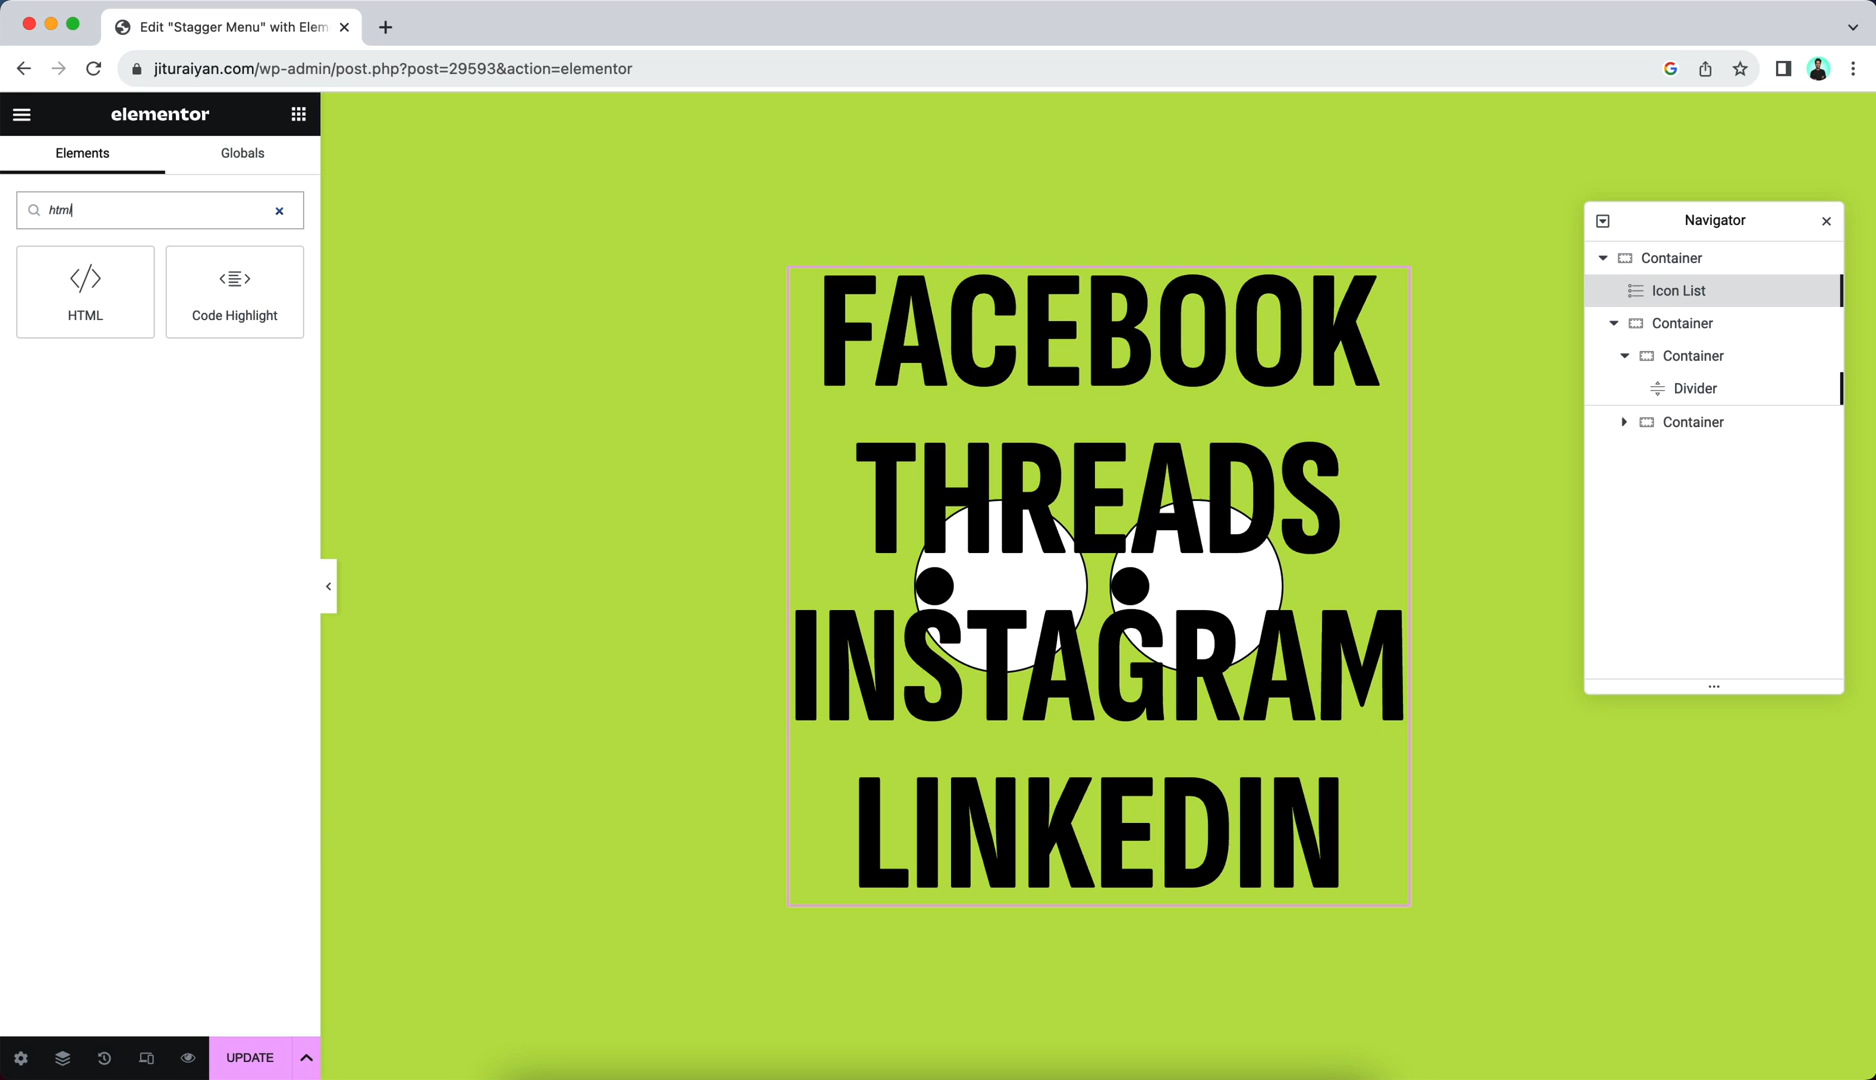 Edit "Stagger Menu" with Elem
jituraiyan.com/wp-admin/post.php?post=29593&action=elementor
elementor
Elements
Globals
html
HTML
Code Highlight
FACEBOOK
THREADS
INSTAGRAM
LINKEDIN
Navigator
Container
Icon List
Container
Container
Divider
Container
UPDATE